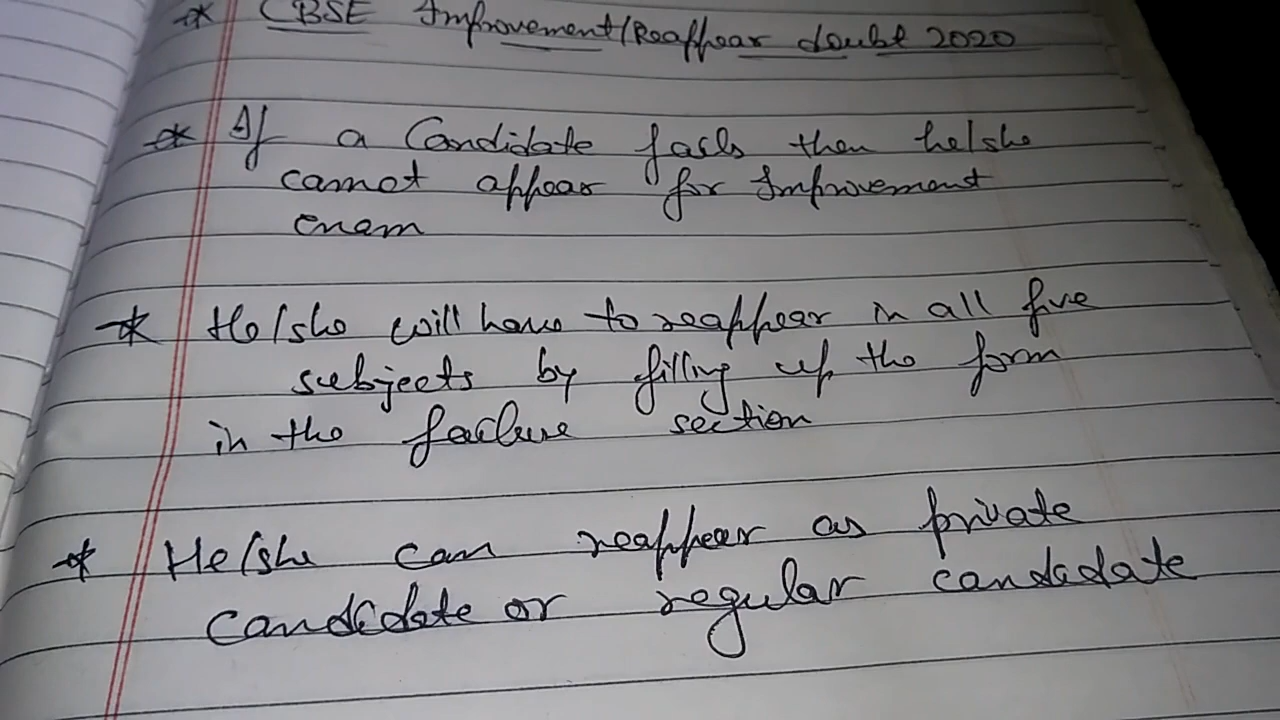 * CBSE Improvement/Reappear doubt 2020
* If a Candidate fails then he/she
cannot appear for Improvement
enam
* He/she will have to reappear in all five
subjects by filling up the form
in the failure section
* He/she can reappear as private
candidate or regular candidate